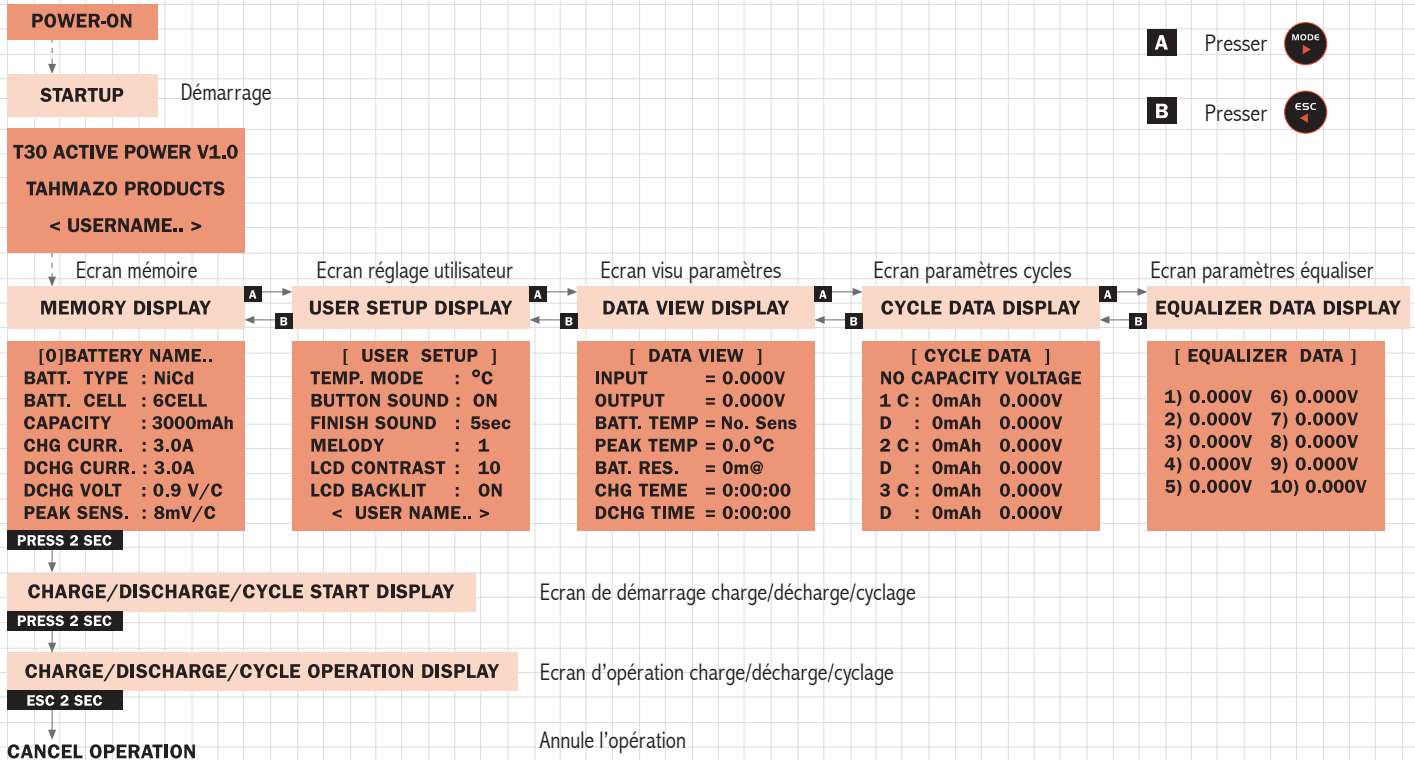 POWER-ON
A Presser MODE
STARTUP Démarrage
B Presser ESC
T30 ACTIVE POWER V1.0
TAHMAZO PRODUCTS
< USERNAME.. >
Ecran mémoire
MEMORY DISPLAY
A
B
Ecran réglage utilisateur
USER SETUP DISPLAY
A
B
Ecran visu paramètres
DATA VIEW DISPLAY
A
B
Ecran paramètres cycles
CYCLE DATA DISPLAY
A
B
Ecran paramètres équaliser
EQUALIZER DATA DISPLAY
[0]BATTERY NAME..
BATT. TYPE : NiCd
BATT. CELL : 6CELL
CAPACITY : 3000mAh
CHG CURR. : 3.0A
DCHG CURR. : 3.0A
DCHG VOLT : 0.9 V/C
PEAK SENS. : 8mV/C
[ USER SETUP ]
TEMP. MODE : °C
BUTTON SOUND : ON
FINISH SOUND : 5sec
MELODY : 1
LCD CONTRAST : 10
LCD BACKLIT : ON
< USER NAME.. >
[ DATA VIEW ]
INPUT = 0.000V
OUTPUT = 0.000V
BATT. TEMP = No. Sens
PEAK TEMP = 0.0°C
BAT. RES. = 0m@
CHG TEME = 0:00:00
DCHG TIME = 0:00:00
[ CYCLE DATA ]
NO CAPACITY VOLTAGE
1 C : 0mAh 0.000V
D : 0mAh 0.000V
2 C : 0mAh 0.000V
D : 0mAh 0.000V
3 C : 0mAh 0.000V
D : 0mAh 0.000V
[ EQUALIZER DATA ]
1) 0.000V 6) 0.000V
2) 0.000V 7) 0.000V
3) 0.000V 8) 0.000V
4) 0.000V 9) 0.000V
5) 0.000V 10) 0.000V
PRESS 2 SEC
CHARGE/DISCHARGE/CYCLE START DISPLAY Ecran de démarrage charge/décharge/cyclage
PRESS 2 SEC
CHARGE/DISCHARGE/CYCLE OPERATION DISPLAY Ecran d'opération charge/décharge/cyclage
ESC 2 SEC
CANCEL OPERATION Annule l'opération